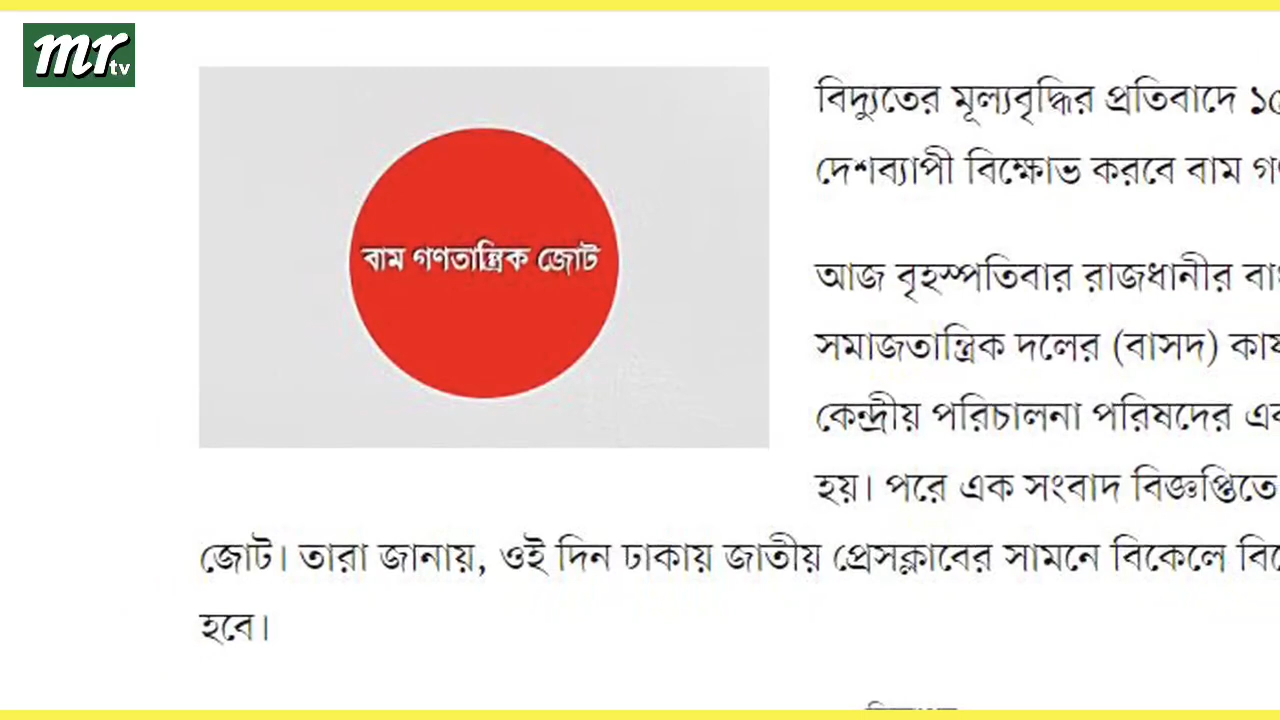 mr tv
বাম গণতান্ত্রিক জোট
বিদ্যুতের মূল্যবৃদ্ধির প্রতিবাদে
দেশব্যাপী বিক্ষোভ করবে বাম
আজ বৃহস্পতিবার রাজধানীর
সমাজতান্ত্রিক দলের (বাসদ)
কেন্দ্রীয় পরিচালনা পরিষদের
হয়। পরে এক সংবাদ বিজ্ঞপ্তিতে
জোট। তারা জানায়, ওই দিন ঢাকায় জাতীয় প্রেসক্লাবের সামনে বিকেলে
হবে।